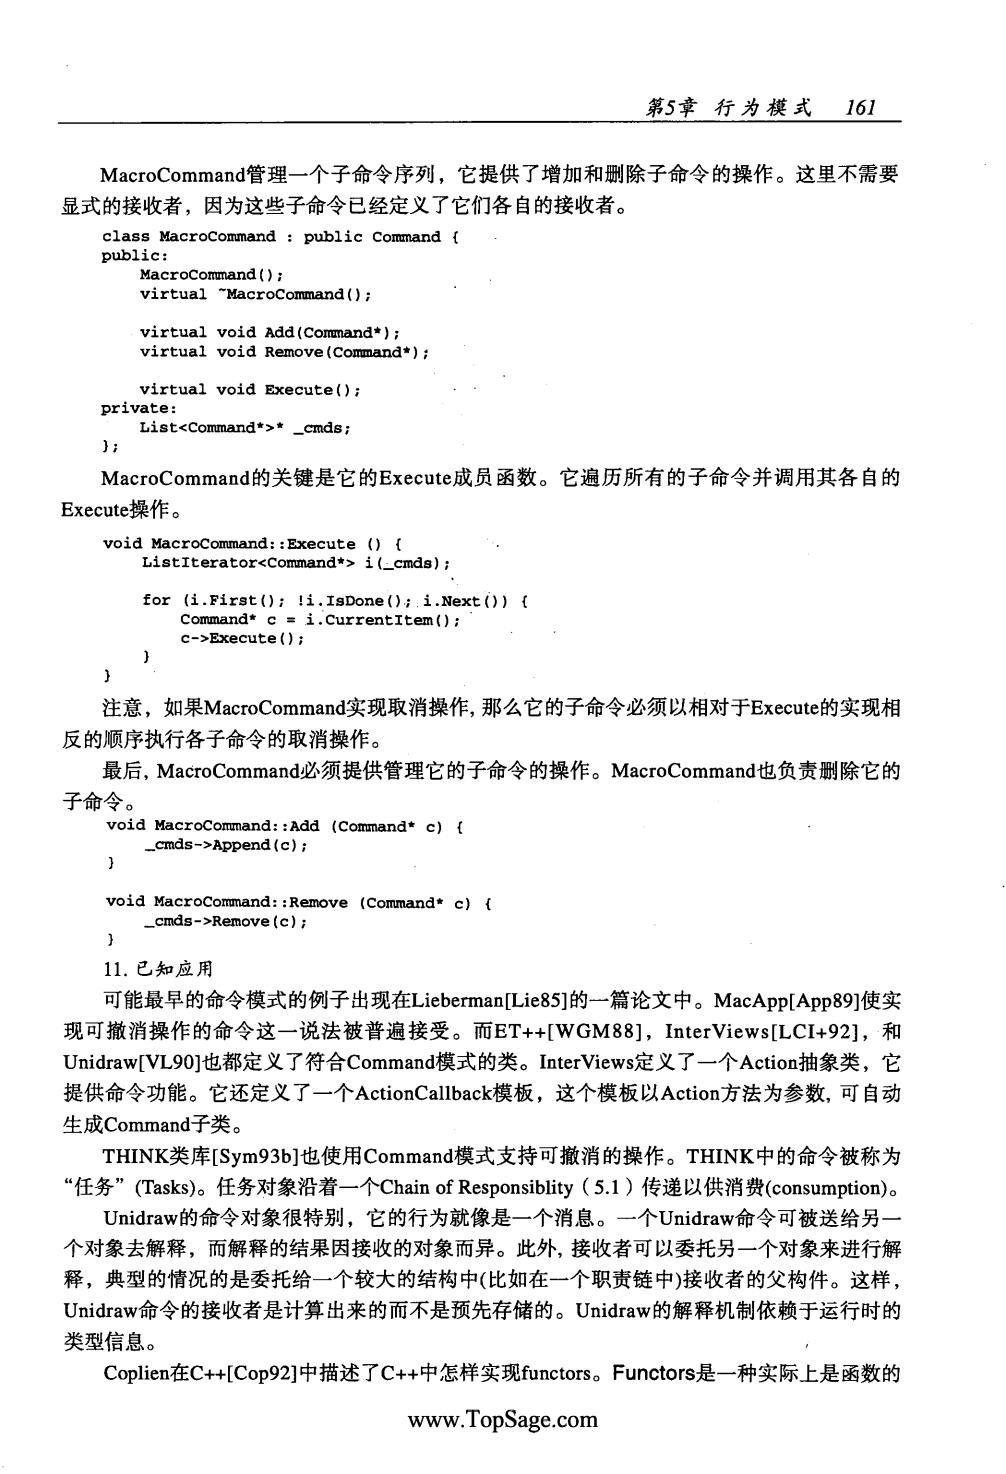 第5章 行为模式 161
MacroCommand管理一个子命令序列，它提供了增加和删除子命令的操作。这里不需要
显式的接收者，因为这些子命令已经定义了它们各自的接收者。
class MacroCommand : public Command {
public:
MacroCommand();
virtual ~MacroCommand();
virtual void Add(Command*);
virtual void Remove(Command*);
virtual void Execute();
private:
List<Command*>* _cmds;
};
MacroCommand的关键是它的Execute成员函数。它遍历所有的子命令并调用其各自的
Execute操作。
void MacroCommand::Execute () {
ListIterator<Command*> i(_cmds);
for (i.First(); !i.IsDone(); i.Next()) {
Command* c = i.CurrentItem();
c->Execute();
}
}
注意，如果MacroCommand实现取消操作, 那么它的子命令必须以相对于Execute的实现相
反的顺序执行各子命令的取消操作。
最后, MacroCommand必须提供管理它的子命令的操作。MacroCommand也负责删除它的
子命令。
void MacroCommand::Add (Command* c) {
_cmds->Append(c);
}
void MacroCommand::Remove (Command* c) {
_cmds->Remove(c);
}
11. 已知应用
可能最早的命令模式的例子出现在Lieberman[Lie85]的一篇论文中。MacApp[App89]使实
现可撤消操作的命令这一说法被普遍接受。而ET++[WGM88]，InterViews[LCI+92]，和
Unidraw[VL90]也都定义了符合Command模式的类。InterViews定义了一个Action抽象类，它
提供命令功能。它还定义了一个ActionCallback模板，这个模板以Action方法为参数, 可自动
生成Command子类。
THINK类库[Sym93b]也使用Command模式支持可撤消的操作。THINK中的命令被称为
“任务” (Tasks)。任务对象沿着一个Chain of Responsiblity（5.1）传递以供消费(consumption)。
Unidraw的命令对象很特别，它的行为就像是一个消息。一个Unidraw命令可被送给另一
个对象去解释，而解释的结果因接收的对象而异。此外, 接收者可以委托另一个对象来进行解
释，典型的情况的是委托给一个较大的结构中(比如在一个职责链中)接收者的父构件。这样，
Unidraw命令的接收者是计算出来的而不是预先存储的。Unidraw的解释机制依赖于运行时的
类型信息。
Coplien在C++[Cop92]中描述了C++中怎样实现functors。Functors是一种实际上是函数的
www.TopSage.com